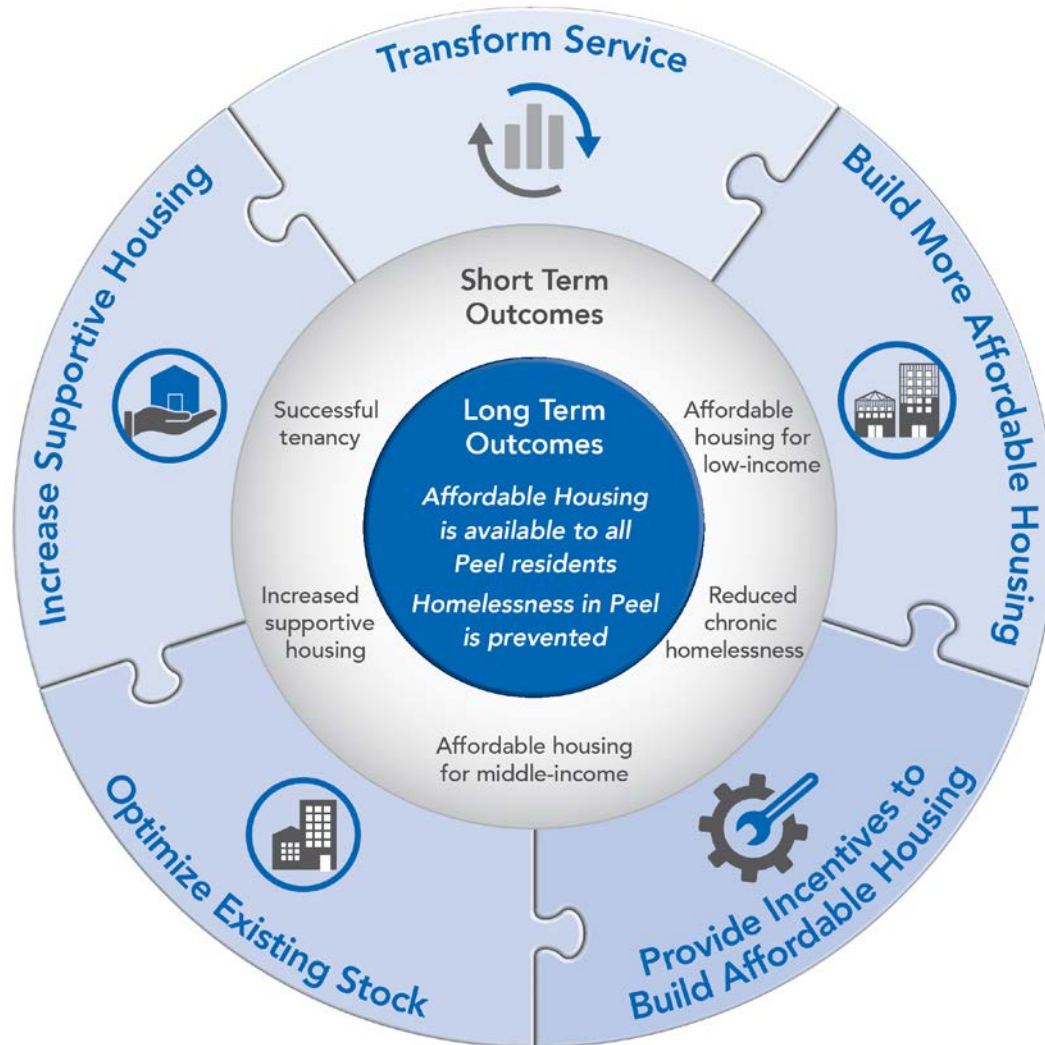 Transform Service
Build More Affordable Housing
Provide Incentives to
Build Affordable Housing
Optimize Existing Stock
Increase Supportive Housing
Short Term
Outcomes
Successful
tenancy
Affordable
housing for
low-income
Increased
supportive
housing
Reduced
chronic
homelessness
Affordable housing
for middle-income
Long Term
Outcomes
Affordable Housing
is available to all
Peel residents
Homelessness in Peel
is prevented